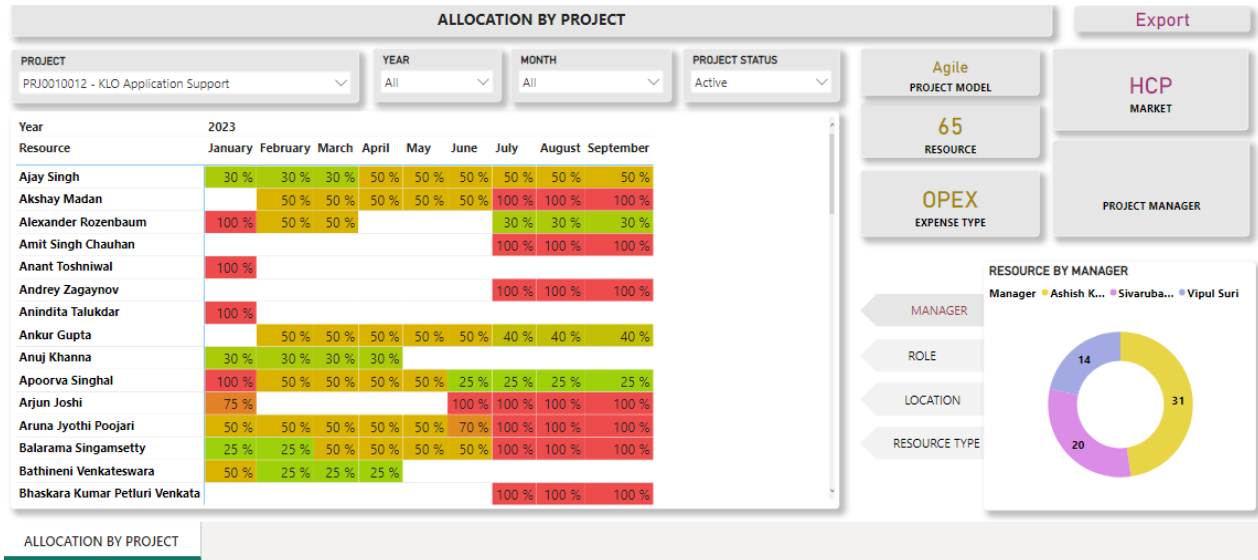 ALLOCATION BY PROJECT
Export
PROJECT
PRJ0010012 - KLO Application Support
YEAR
All
MONTH
All
PROJECT STATUS
Active
Agile
PROJECT MODEL
HCP
MARKET
65
RESOURCE
OPEX
EXPENSE TYPE
PROJECT MANAGER
Year 2023
Resource January February March April May June July August September
Ajay Singh 30 % 30 % 30 % 50 % 50 % 50 % 50 % 50 % 50 %
Akshay Madan 50 % 50 % 50 % 50 % 50 % 100 % 100 % 100 %
Alexander Rozenbaum 100 % 50 % 50 % 30 % 30 % 30 %
Amit Singh Chauhan 100 % 100 % 100 %
Anant Toshniwal 100 %
Andrey Zagaynov 100 % 100 % 100 %
Anindita Talukdar 100 %
Ankur Gupta 50 % 50 % 50 % 50 % 50 % 40 % 40 % 40 %
Anuj Khanna 30 % 30 % 30 % 30 %
Apoorva Singhal 100 % 50 % 50 % 50 % 50 % 25 % 25 % 25 % 25 %
Arjun Joshi 75 % 100 % 100 % 100 % 100 %
Aruna Jyothi Poojari 50 % 50 % 50 % 50 % 50 % 70 % 100 % 100 % 100 %
Balarama Singamsetty 25 % 25 % 50 % 50 % 50 % 50 % 100 % 100 % 100 %
Bathineni Venkateswara 50 % 25 % 25 % 25 %
Bhaskara Kumar Petluri Venkata 100 % 100 % 100 %
MANAGER
ROLE
LOCATION
RESOURCE TYPE
RESOURCE BY MANAGER
Manager Ashish K... Sivaruba... Vipul Suri
14
31
20
ALLOCATION BY PROJECT